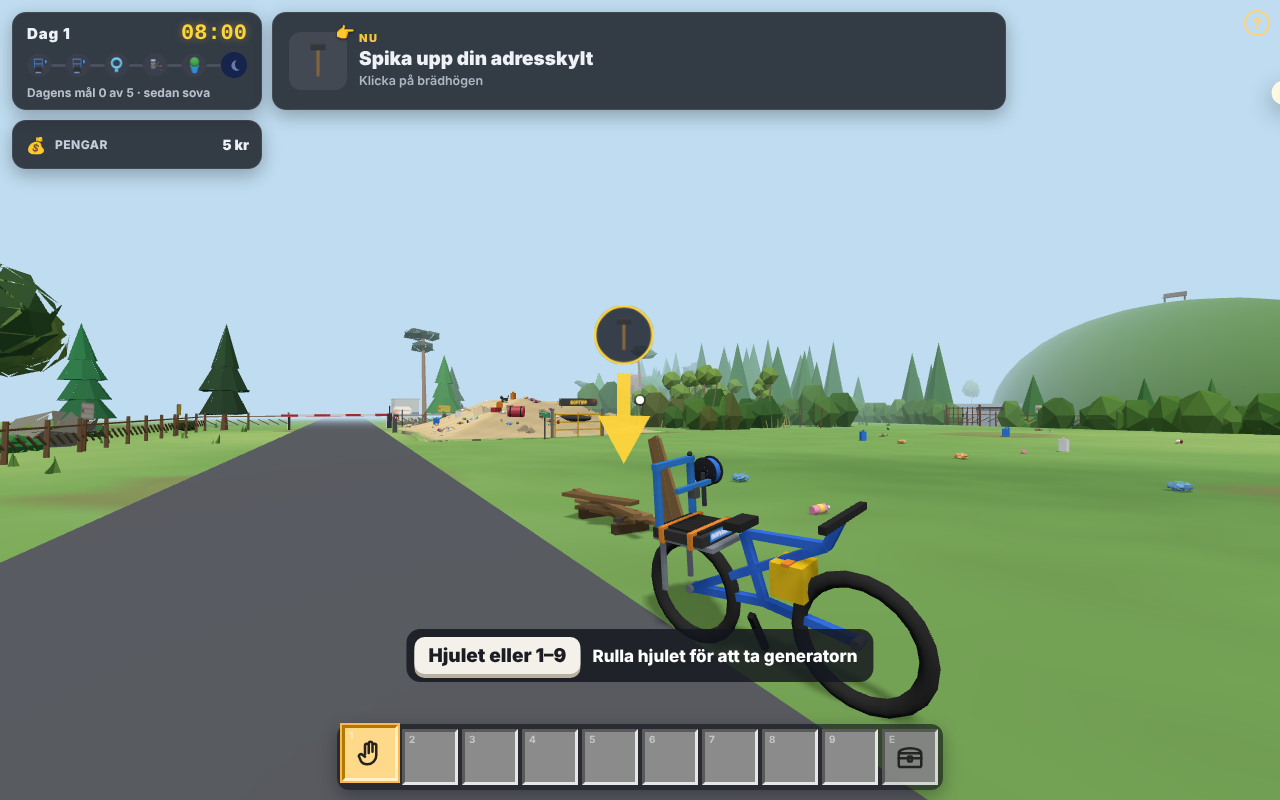 Dag 1
08:00
Dagens mål 0 av 5 · sedan sova
PENGAR
5 kr
NU
Spika upp din adresskylt
Klicka på brädhögen
Hjulet eller 1–9
Rulla hjulet för att ta generatorn
1
2
3
4
5
6
7
8
9
E